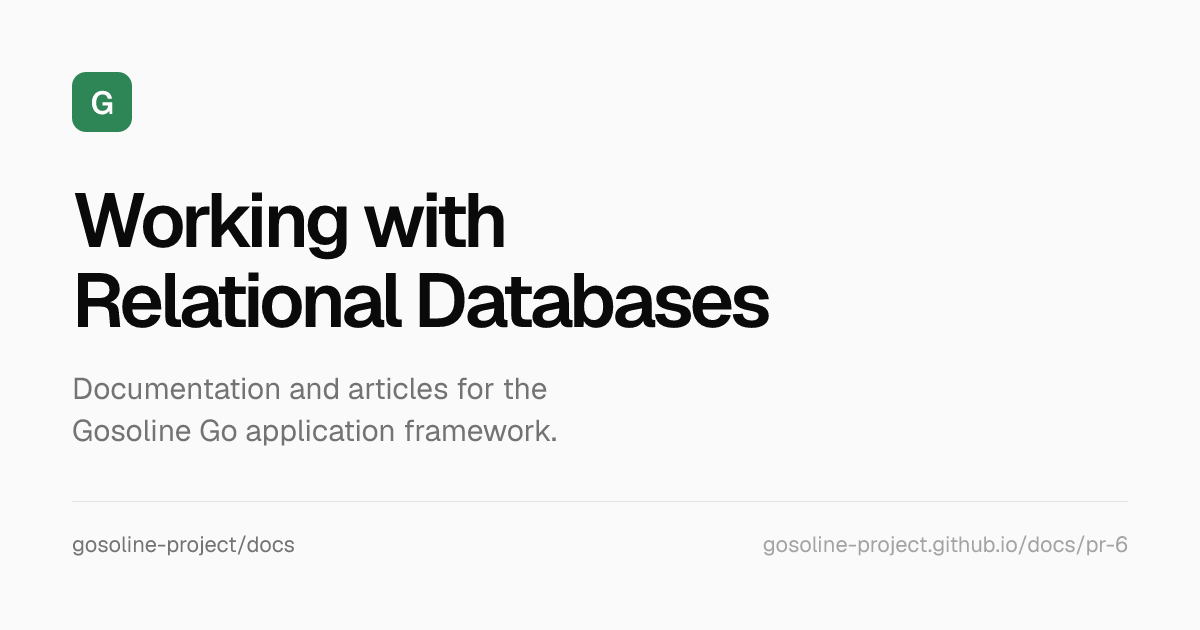 G
Working with
Relational Databases
Documentation and articles for the
Gosoline Go application framework.
gosoline-project/docs
gosoline-project.github.io/docs/pr-6